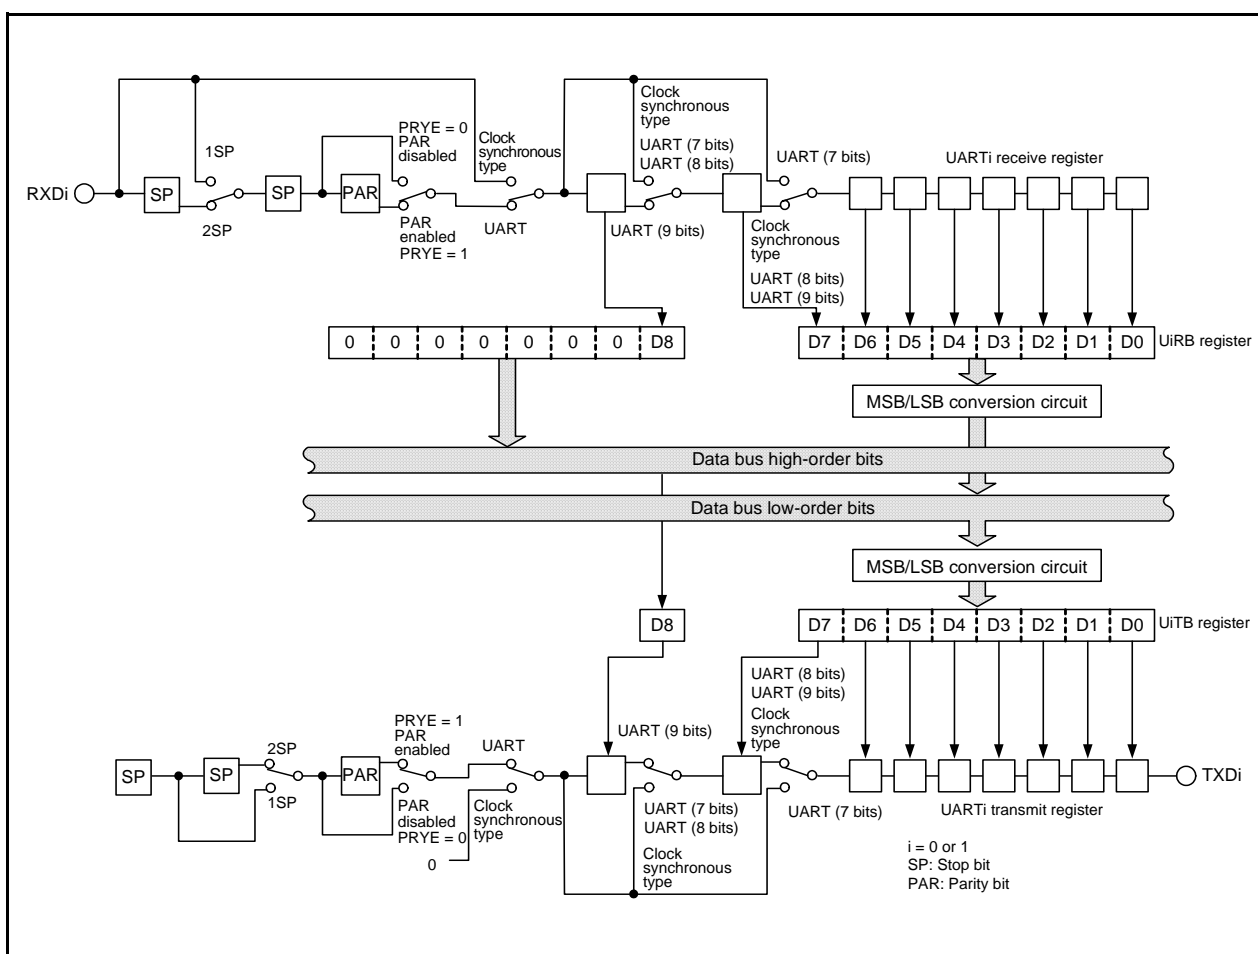 PRYE = 0
PAR
disabled
Clock
synchronous
type
Clock
synchronous
type
UART (7 bits)
UART (8 bits)
UART (7 bits)
UARTi receive register
1SP
RXDi
SP
SP
PAR
2SP
PAR
enabled
PRYE = 1
UART
UART (9 bits)
Clock
synchronous
type
UART (8 bits)
UART (9 bits)
0 0 0 0 0 0 0 D8
D7 D6 D5 D4 D3 D2 D1 D0
UiRB register
MSB/LSB conversion circuit
Data bus high-order bits
Data bus low-order bits
MSB/LSB conversion circuit
D8
D7 D6 D5 D4 D3 D2 D1 D0
UiTB register
UART (8 bits)
UART (9 bits)
Clock
synchronous
type
PRYE = 1
PAR
enabled
UART
UART (9 bits)
2SP
SP
SP
PAR
TXDi
1SP
PAR
disabled
PRYE = 0
0
Clock
synchronous
type
UART (7 bits)
UART (8 bits)
Clock
synchronous
type
UART (7 bits)
UARTi transmit register
i = 0 or 1
SP: Stop bit
PAR: Parity bit